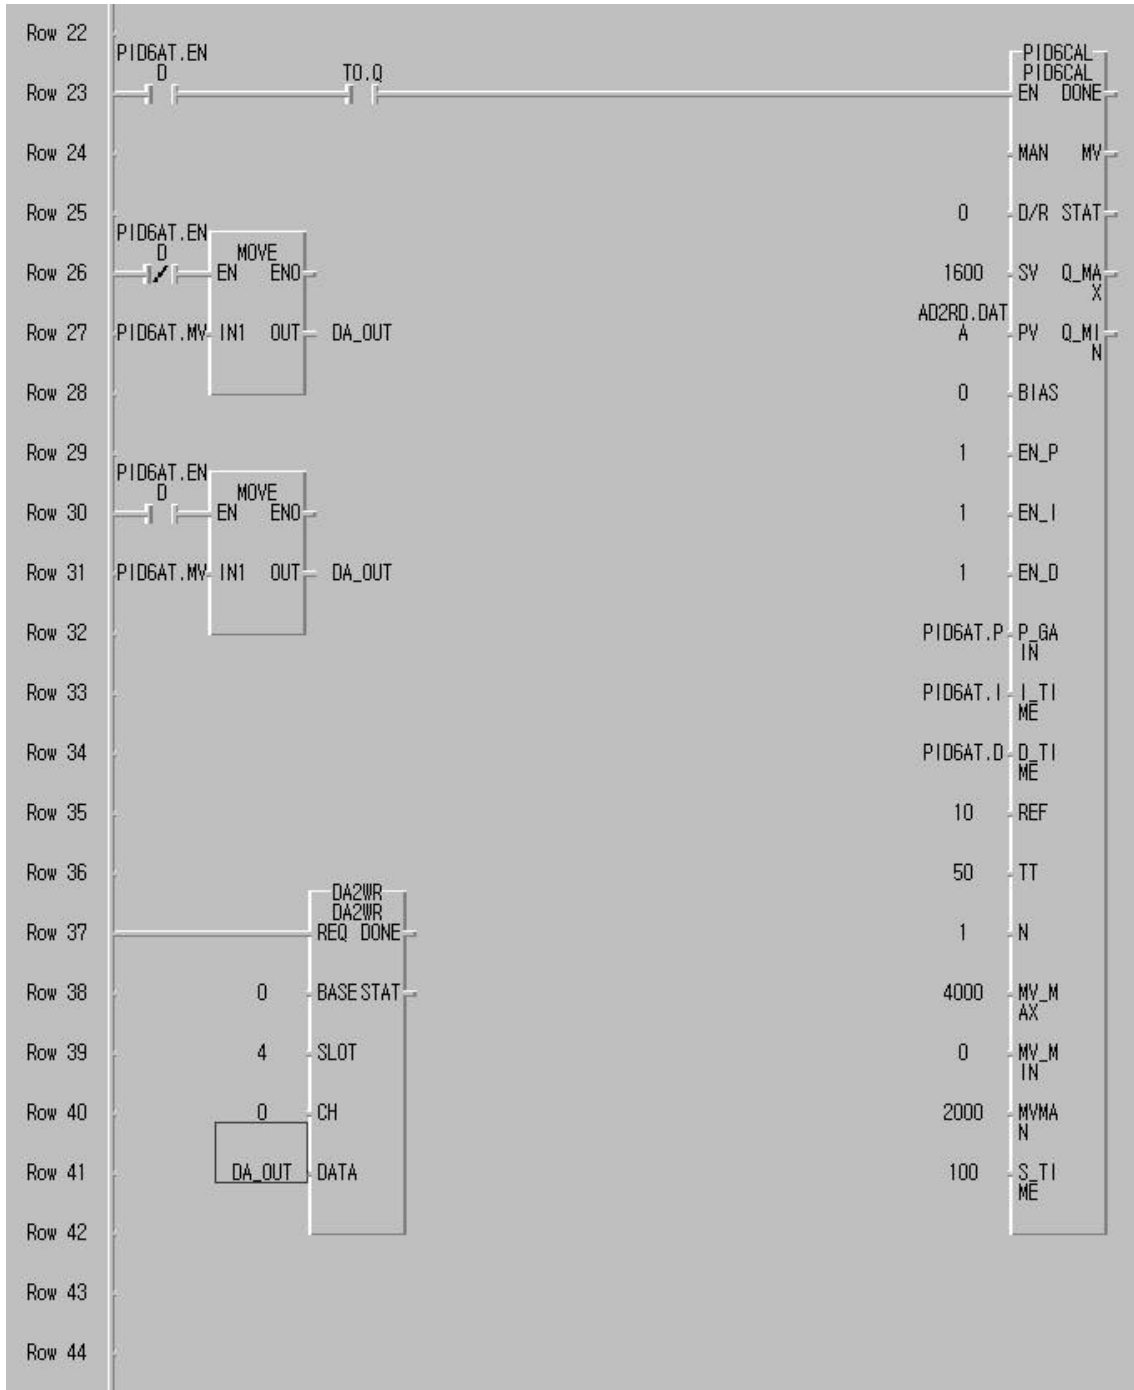 Row 22
PID6AT.EN
D
T0.Q
PID6CAL
PID6CAL
Row 23
EN DONE
Row 24
MAN MV
Row 25
0 D/R STAT
PID6AT.EN
D
MOVE
Row 26
EN ENO
1600 SV Q_MA
X
AD2RD.DAT
A
Row 27
PID6AT.MV IN1 OUT DA_OUT
PV Q_MI
N
Row 28
0 BIAS
Row 29
1 EN_P
PID6AT.EN
D
MOVE
Row 30
EN ENO
1 EN_I
Row 31
PID6AT.MV IN1 OUT DA_OUT
1 EN_D
Row 32
PID6AT.P P_GA
IN
Row 33
PID6AT.I I_TI
ME
Row 34
PID6AT.D D_TI
ME
Row 35
10 REF
Row 36
50 TT
DA2WR
DA2WR
Row 37
REQ DONE
1 N
Row 38
0 BASE STAT
4000 MV_M
AX
Row 39
4 SLOT
0 MV_M
IN
Row 40
0 CH
2000 MVMA
N
Row 41
DA_OUT DATA
100 S_TI
ME
Row 42
Row 43
Row 44